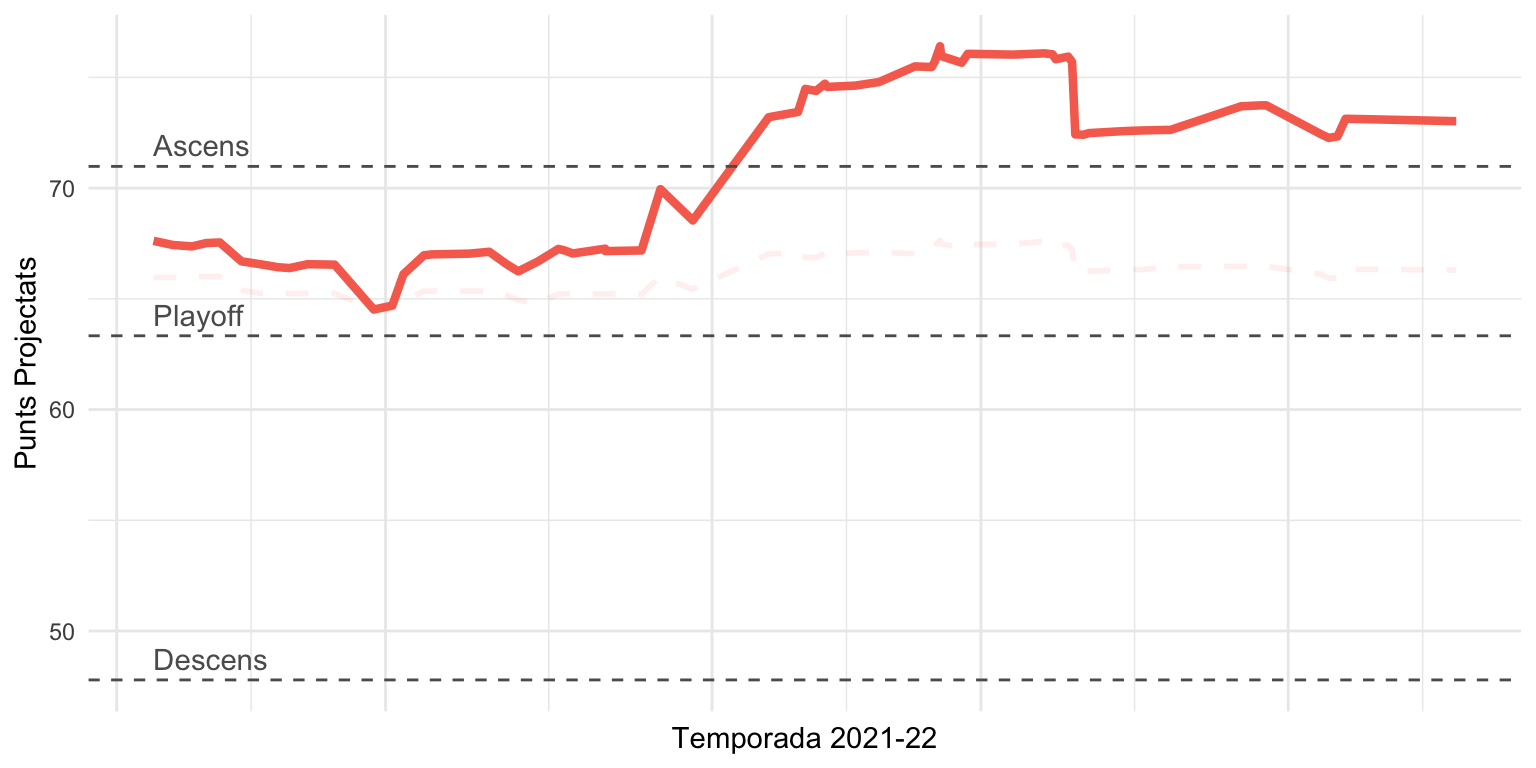 Ascens
70
Playoff
Punts Projectats
60
50
Descens
Temporada 2021-22